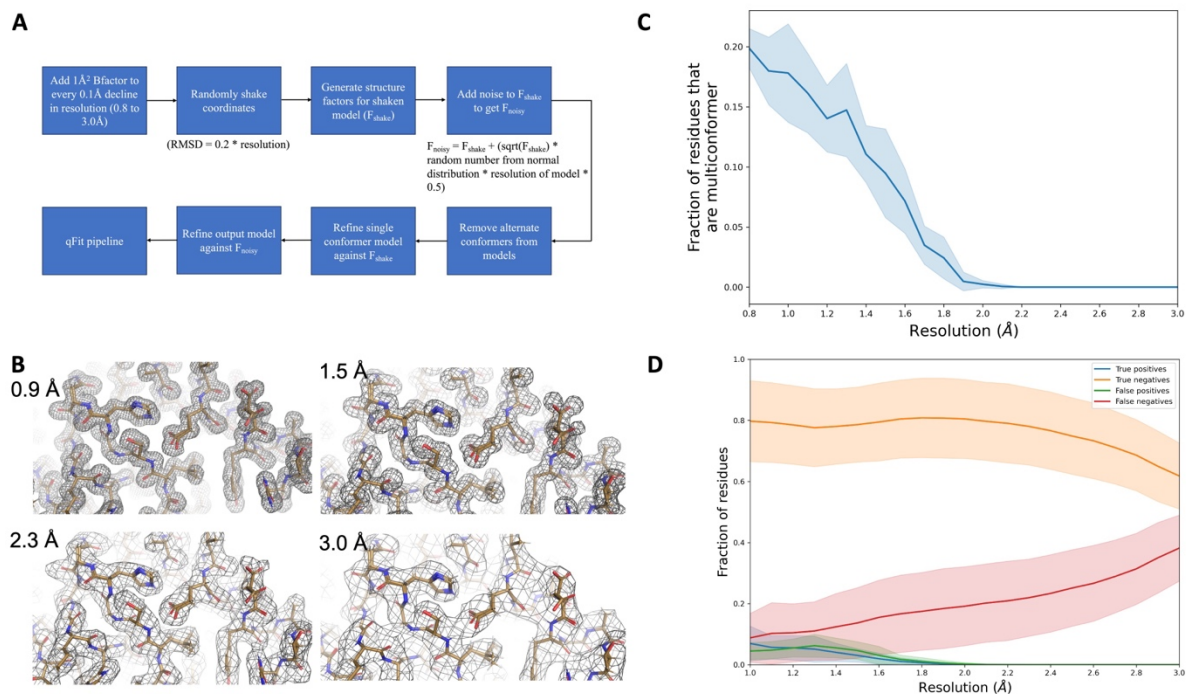 A
Add 1Å² Bfactor to
every 0.1Å decline
in resolution (0.8 to
3.0Å)
Randomly shake
coordinates
(RMSD = 0.2 * resolution)
Generate structure
factors for shaken
model (Fshake)
Add noise to Fshake
to get Fnoisy
Fnoisy = Fshake + (sqrt(Fshake) *
random number from normal
distribution * resolution of model *
0.5)
qFit pipeline
Refine output model
against Fnoisy
Refine single
conformer model
against Fshake
Remove alternate
conformers from
models
B
0.9 Å
1.5 Å
2.3 Å
3.0 Å
C
Fraction of residues that
are multiconformer
0.20
0.15
0.10
0.05
0.00
0.8 1.0 1.2 1.4 1.6 1.8 2.0 2.2 2.4 2.6 2.8 3.0
Resolution (Å)
D
True positives
True negatives
False positives
False negatives
Fraction of residues
1.0
0.8
0.6
0.4
0.2
0.0
1.0 1.2 1.4 1.6 1.8 2.0 2.2 2.4 2.6 2.8 3.0
Resolution (Å)